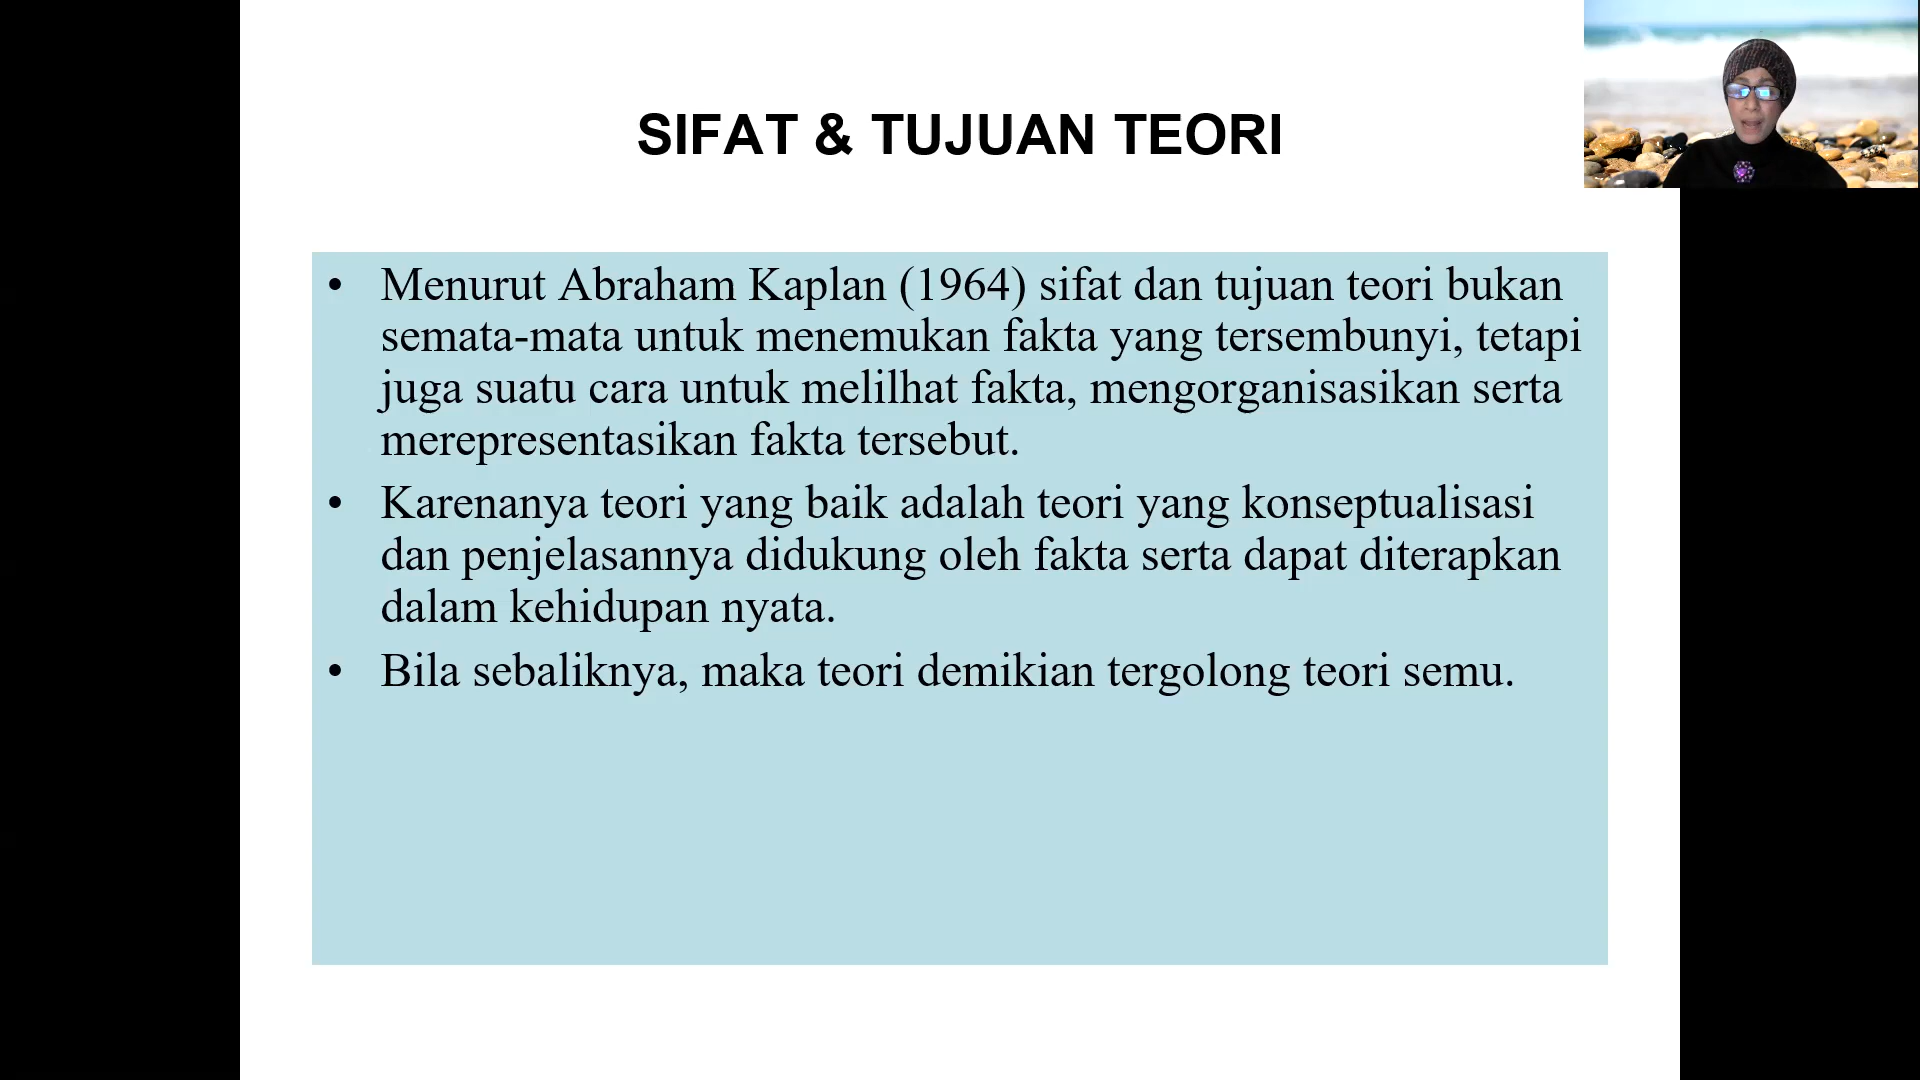 SIFAT & TUJUAN TEORI
• Menurut Abraham Kaplan (1964) sifat dan tujuan teori bukan
semata-mata untuk menemukan fakta yang tersembunyi, tetapi
juga suatu cara untuk melilhat fakta, mengorganisasikan serta
merepresentasikan fakta tersebut.
• Karenanya teori yang baik adalah teori yang konseptualisasi
dan penjelasannya didukung oleh fakta serta dapat diterapkan
dalam kehidupan nyata.
• Bila sebaliknya, maka teori demikian tergolong teori semu.